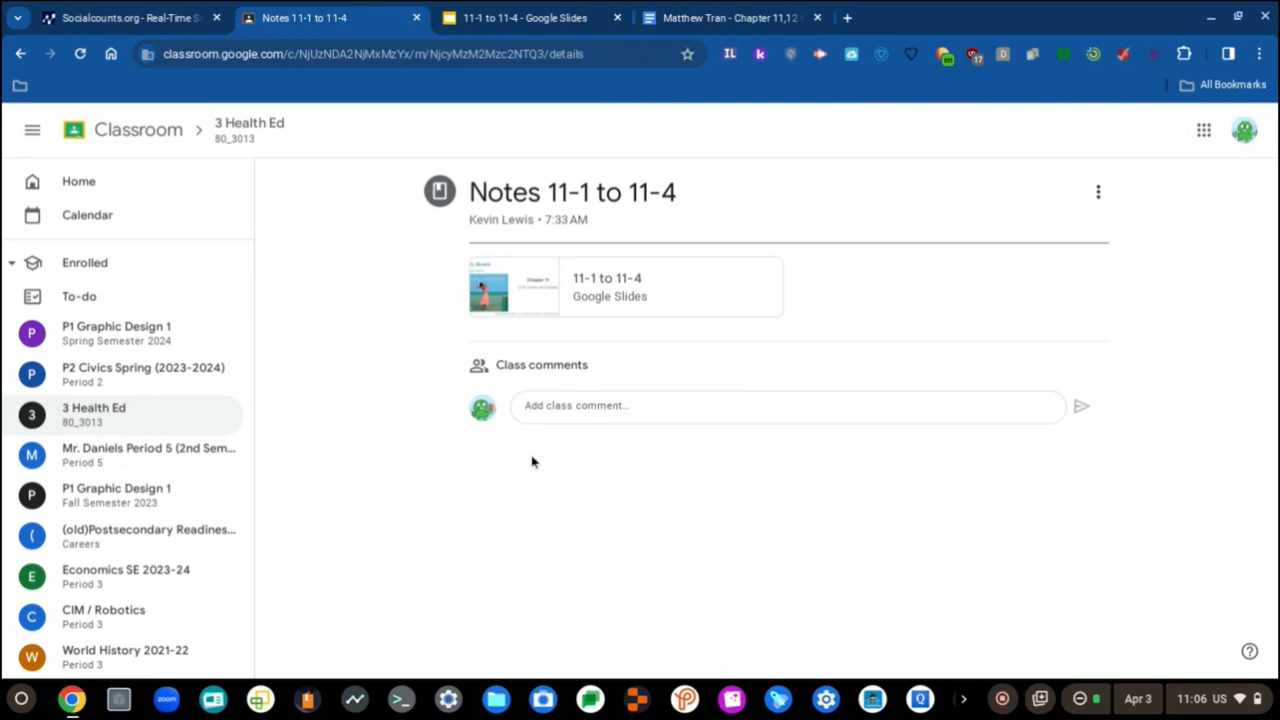 Socialcounts.org - Real-Time S
Notes 11-1 to 11-4
11-1 to 11-4 - Google Slides
Matthew Tran - Chapter 11,12
classroom.google.com/c/NjUzNDA2NjMxMzYx/m/NjcyMzM2Mzc2NTQ3/details
All Bookmarks
Classroom
3 Health Ed
80_3013
Home
Calendar
Enrolled
To-do
P
P1 Graphic Design 1
Spring Semester 2024
P
P2 Civics Spring (2023-2024)
Period 2
3
3 Health Ed
80_3013
M
Mr. Daniels Period 5 (2nd Sem...
Period 5
P
P1 Graphic Design 1
Fall Semester 2023
(
(old)Postsecondary Readines...
Careers
E
Economics SE 2023-24
Period 3
C
CIM / Robotics
Period 3
W
World History 2021-22
Period 3
Notes 11-1 to 11-4
Kevin Lewis • 7:33 AM
Chapter 11
11-1 to 11-4
Google Slides
Class comments
Add class comment...
zoom
Apr 3
11:06 US